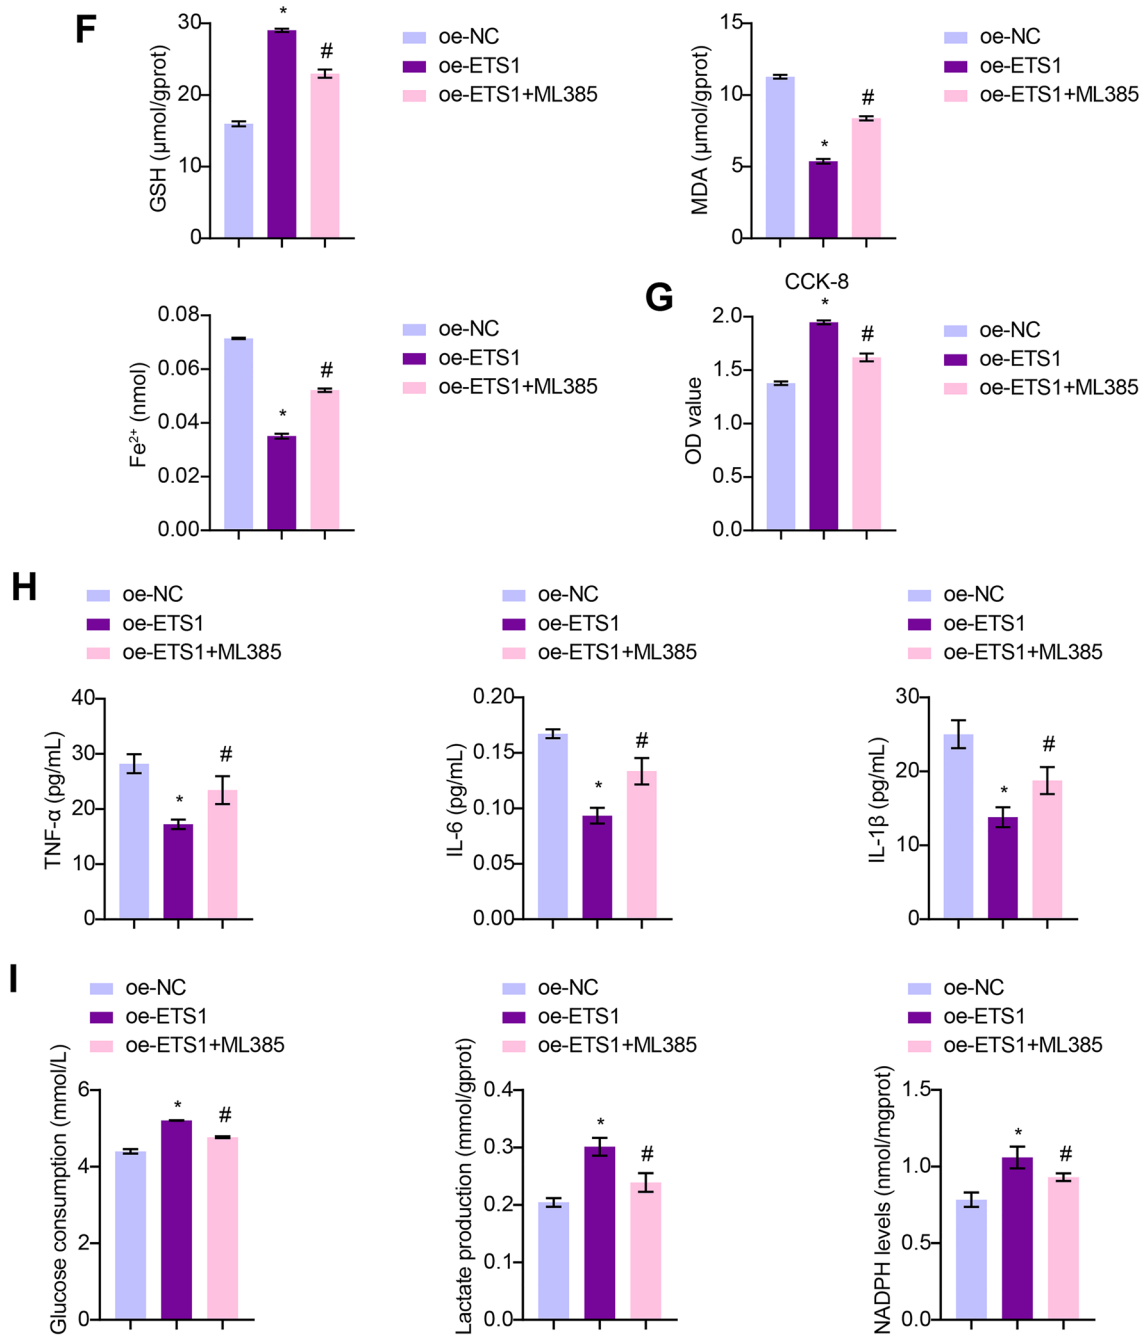 F
GSH (μmol/gprot)
30
20
10
0
*
#
oe-NC
oe-ETS1
oe-ETS1+ML385
MDA (μmol/gprot)
15
10
5
0
*
#
oe-NC
oe-ETS1
oe-ETS1+ML385
Fe²⁺ (nmol)
0.08
0.06
0.04
0.02
0.00
*
#
oe-NC
oe-ETS1
oe-ETS1+ML385
G
CCK-8
OD value
2.0
1.5
1.0
0.5
0.0
*
#
oe-NC
oe-ETS1
oe-ETS1+ML385
H
oe-NC
oe-ETS1
oe-ETS1+ML385
TNF-α (pg/mL)
40
30
20
10
0
*
#
oe-NC
oe-ETS1
oe-ETS1+ML385
IL-6 (pg/mL)
0.20
0.15
0.10
0.05
0.00
*
#
oe-NC
oe-ETS1
oe-ETS1+ML385
IL-1β (pg/mL)
30
20
10
0
*
#
I
oe-NC
oe-ETS1
oe-ETS1+ML385
Glucose consumption (mmol/L)
6
4
2
0
*
#
oe-NC
oe-ETS1
oe-ETS1+ML385
Lactate production (mmol/gprot)
0.4
0.3
0.2
0.1
0.0
*
#
oe-NC
oe-ETS1
oe-ETS1+ML385
NADPH levels (nmol/mgprot)
1.5
1.0
0.5
0.0
*
#